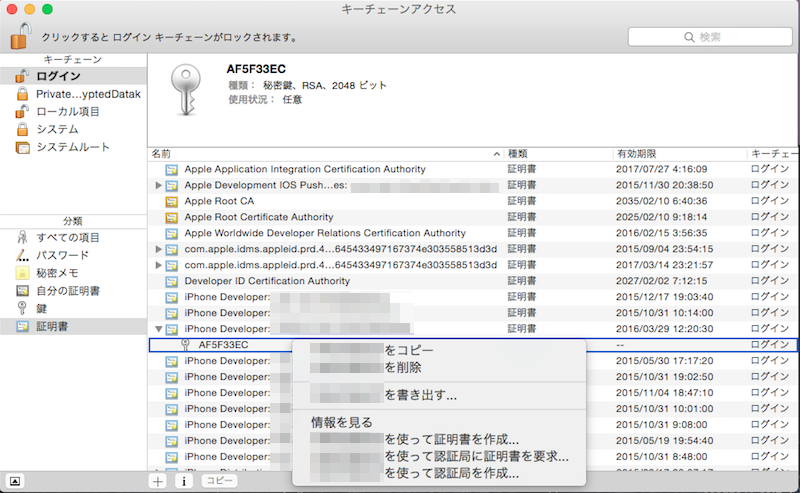 キーチェーンアクセス
クリックすると ログイン キーチェーンがロックされます。
検索
キーチェーン
ログイン
Private...yptedDatak
ローカル項目
システム
システムルート
分類
すべての項目
パスワード
秘密メモ
自分の証明書
鍵
証明書
AF5F33EC
種類： 秘密鍵、RSA、2048 ビット
使用状況： 任意
名前 種類 有効期限 キーチェー
Apple Application Integration Certification Authority 証明書 2017/07/27 4:16:09 ログイン
Apple Development IOS Push...es: 証明書 2015/11/30 20:38:50 ログイン
Apple Root CA 証明書 2035/02/10 6:40:36 ログイン
Apple Root Certificate Authority 証明書 2025/02/10 9:18:14 ログイン
Apple Worldwide Developer Relations Certification Authority 証明書 2016/02/15 3:56:35 ログイン
com.apple.idms.appleid.prd.4...645433497167374e303558513d3d 証明書 2015/09/04 23:54:15 ログイン
com.apple.idms.appleid.prd.4...645433497167374e303558513d3d 証明書 2017/03/14 23:21:57 ログイン
Developer ID Certification Authority 証明書 2027/02/02 7:12:15 ログイン
iPhone Developer: 証明書 2015/12/17 19:03:40 ログイン
iPhone Developer: 証明書 2015/10/31 10:14:00 ログイン
iPhone Developer: 証明書 2016/03/29 12:20:30 ログイン
AF5F33EC -- ログイン
iPhone Developer: 2015/05/30 17:17:20 ログイン
iPhone Developer: 2015/10/31 19:02:50 ログイン
iPhone Developer: 2015/11/04 18:47:10 ログイン
iPhone Developer: 2015/10/31 10:01:00 ログイン
iPhone Developer: 2015/10/31 9:08:00 ログイン
iPhone Developer: 2015/05/19 19:54:40 ログイン
iPhone Developer: 2015/10/31 8:48:00 ログイン
をコピー
を削除
を書き出す...
情報を見る
を使って証明書を作成...
を使って認証局に証明書を要求...
を使って認証局を作成...
コピー